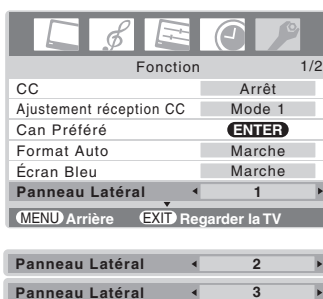 Fonction 1/2
CC Arrêt
Ajustement réception CC Mode 1
Can Préféré ENTER
Format Auto Marche
Écran Bleu Marche
Panneau Latéral 1
MENU Arrière EXIT Regarder la TV
Panneau Latéral 2
Panneau Latéral 3